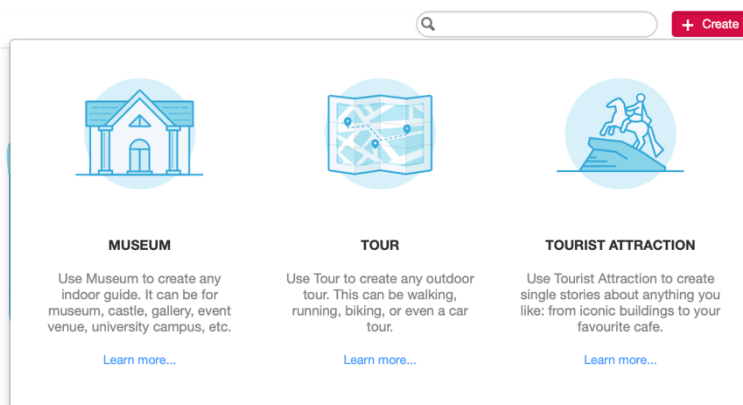 + Create
MUSEUM
Use Museum to create any
indoor guide. It can be for
museum, castle, gallery, event
venue, university campus, etc.
Learn more...
TOUR
Use Tour to create any outdoor
tour. This can be walking,
running, biking, or even a car
tour.
Learn more...
TOURIST ATTRACTION
Use Tourist Attraction to create
single stories about anything you
like: from iconic buildings to your
favourite cafe.
Learn more...